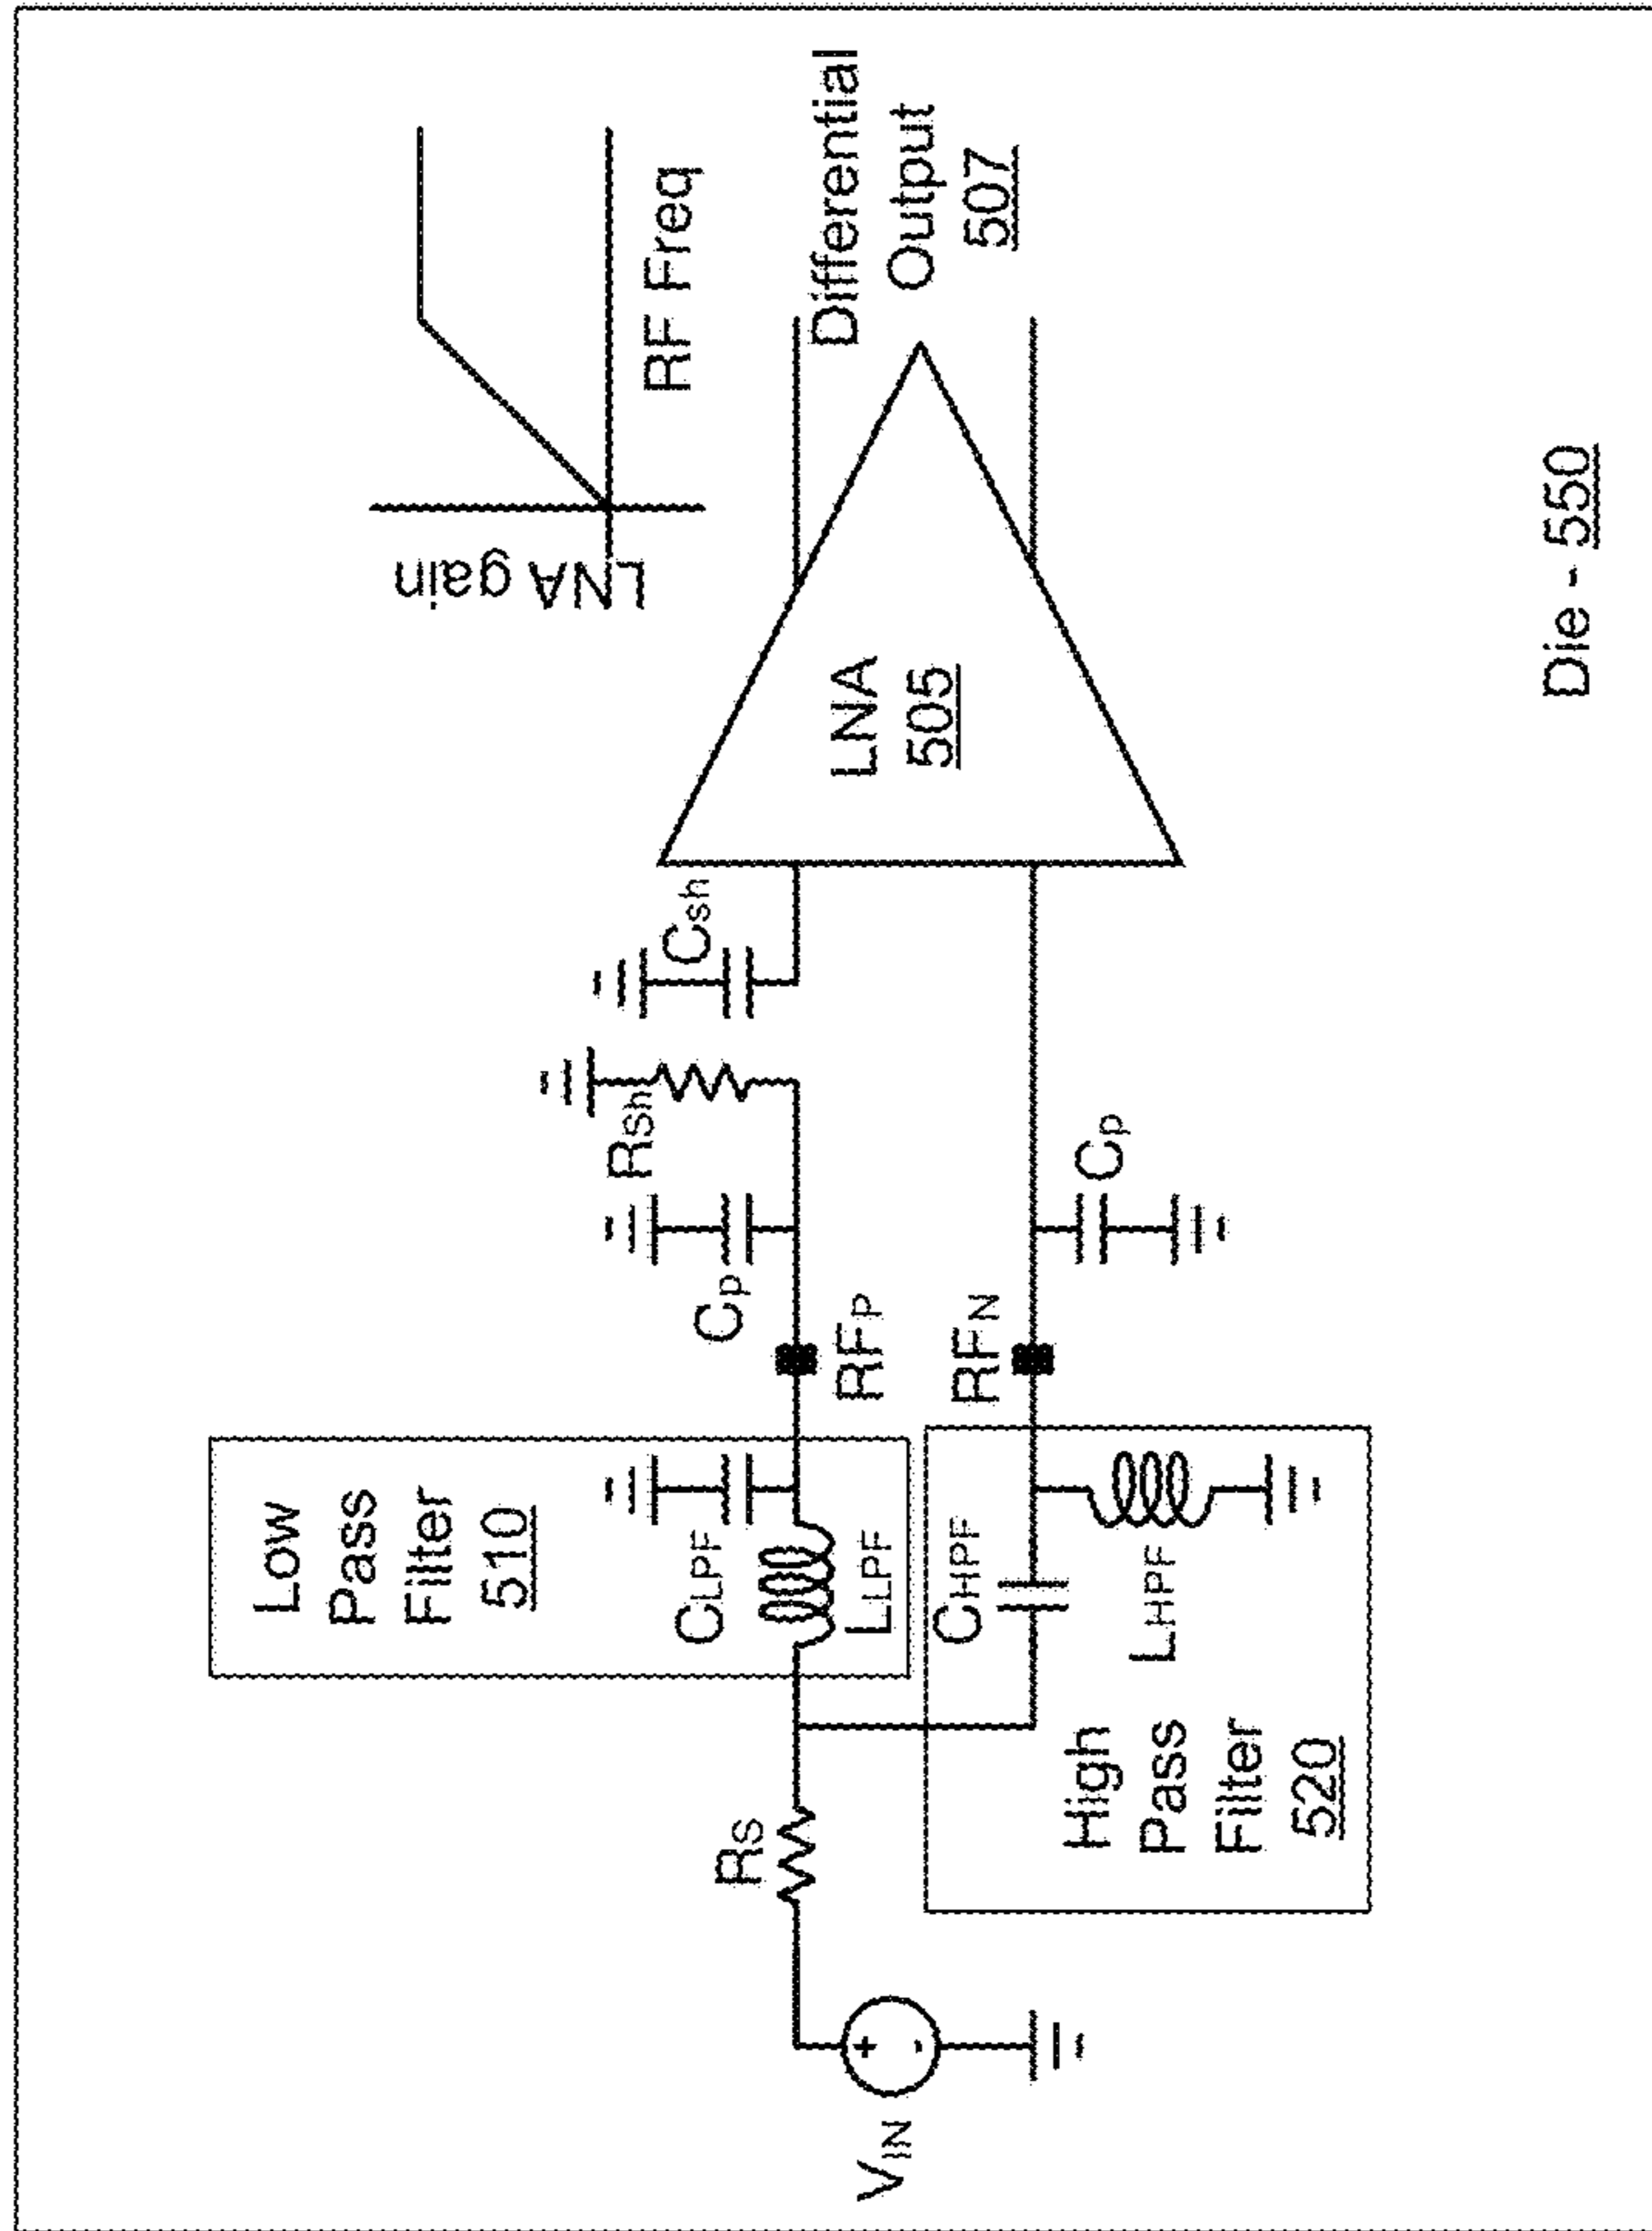 LNA gain
RF Freq
Low
Pass
Filter
510
CLPF
LLPF
Cp
RSh
Csh
RFP
RS
VIN
+
-
LNA
505
Differential
Output
507
CHPF
RFN
LHPF
Cp
High
Pass
Filter
520
Die - 550